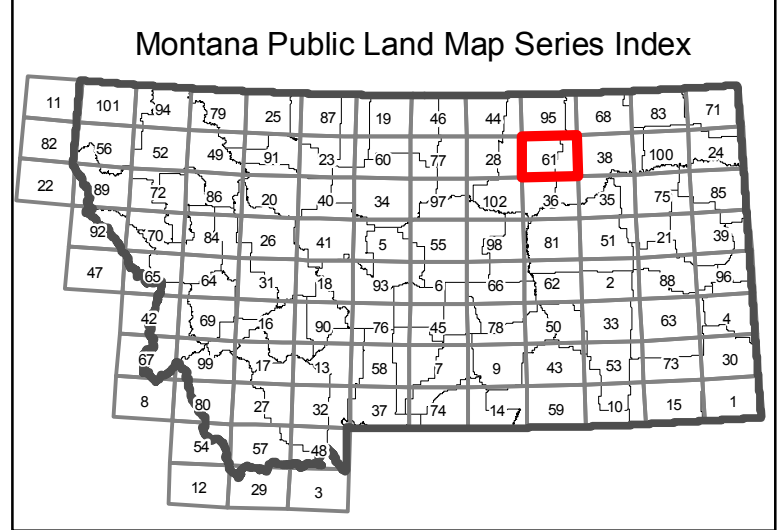 Montana Public Land Map Series Index
11 101 94 79 25 87 19 46 44 95 68 83 71
82 56 52 49 91 23 60 77 28 61 38 100 24
22 89 72 86 20 40 34 97 102 36 35 75 85
92 70 84 26 41 5 55 98 81 51 21 39
47 65 64 31 18 93 6 66 62 2 88 96
42 69 16 90 76 45 78 50 33 63 4
67 99 17 13 58 7 9 43 53 73 30
8 80 27 32 37 74 14 59 10 15 1
54 57 48
12 29 3